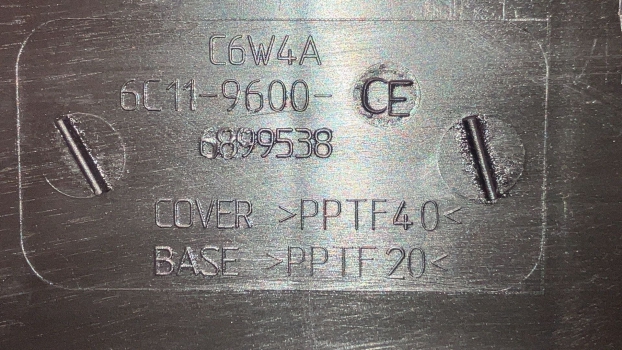 C6W4A
6C11-9600- CE
6899538
COVER >PPTF40<
BASE >PPTF20<